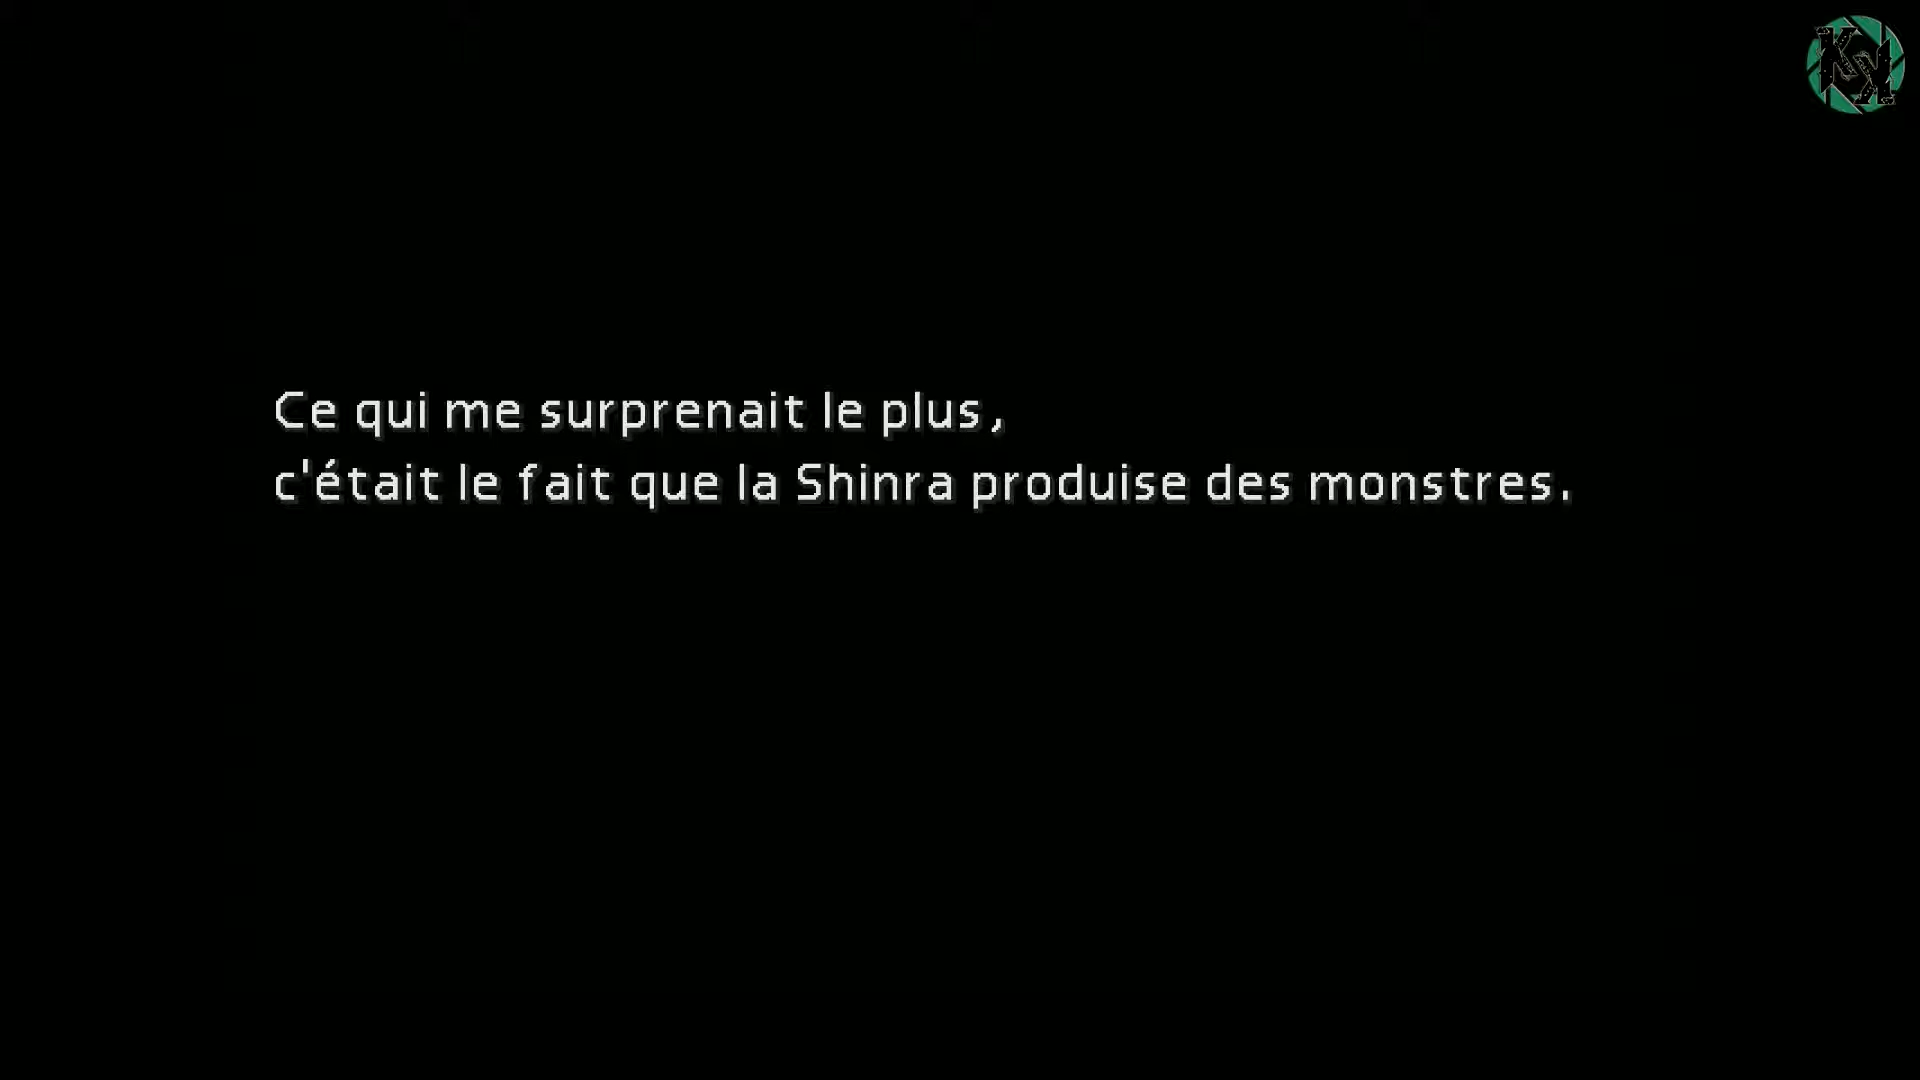 Ce qui me surprenait le plus,
c'était le fait que la Shinra produise des monstres.